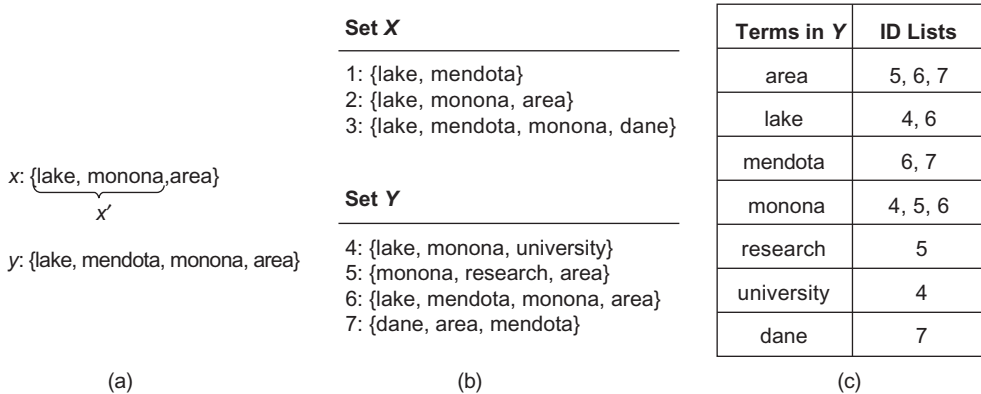 x: {lake, monona,area}
x′
y: {lake, mendota, monona, area}
(a)
Set X
1: {lake, mendota}
2: {lake, monona, area}
3: {lake, mendota, monona, dane}
Set Y
4: {lake, monona, university}
5: {monona, research, area}
6: {lake, mendota, monona, area}
7: {dane, area, mendota}
(b)
Terms in Y ID Lists
area 5, 6, 7
lake 4, 6
mendota 6, 7
monona 4, 5, 6
research 5
university 4
dane 7
(c)